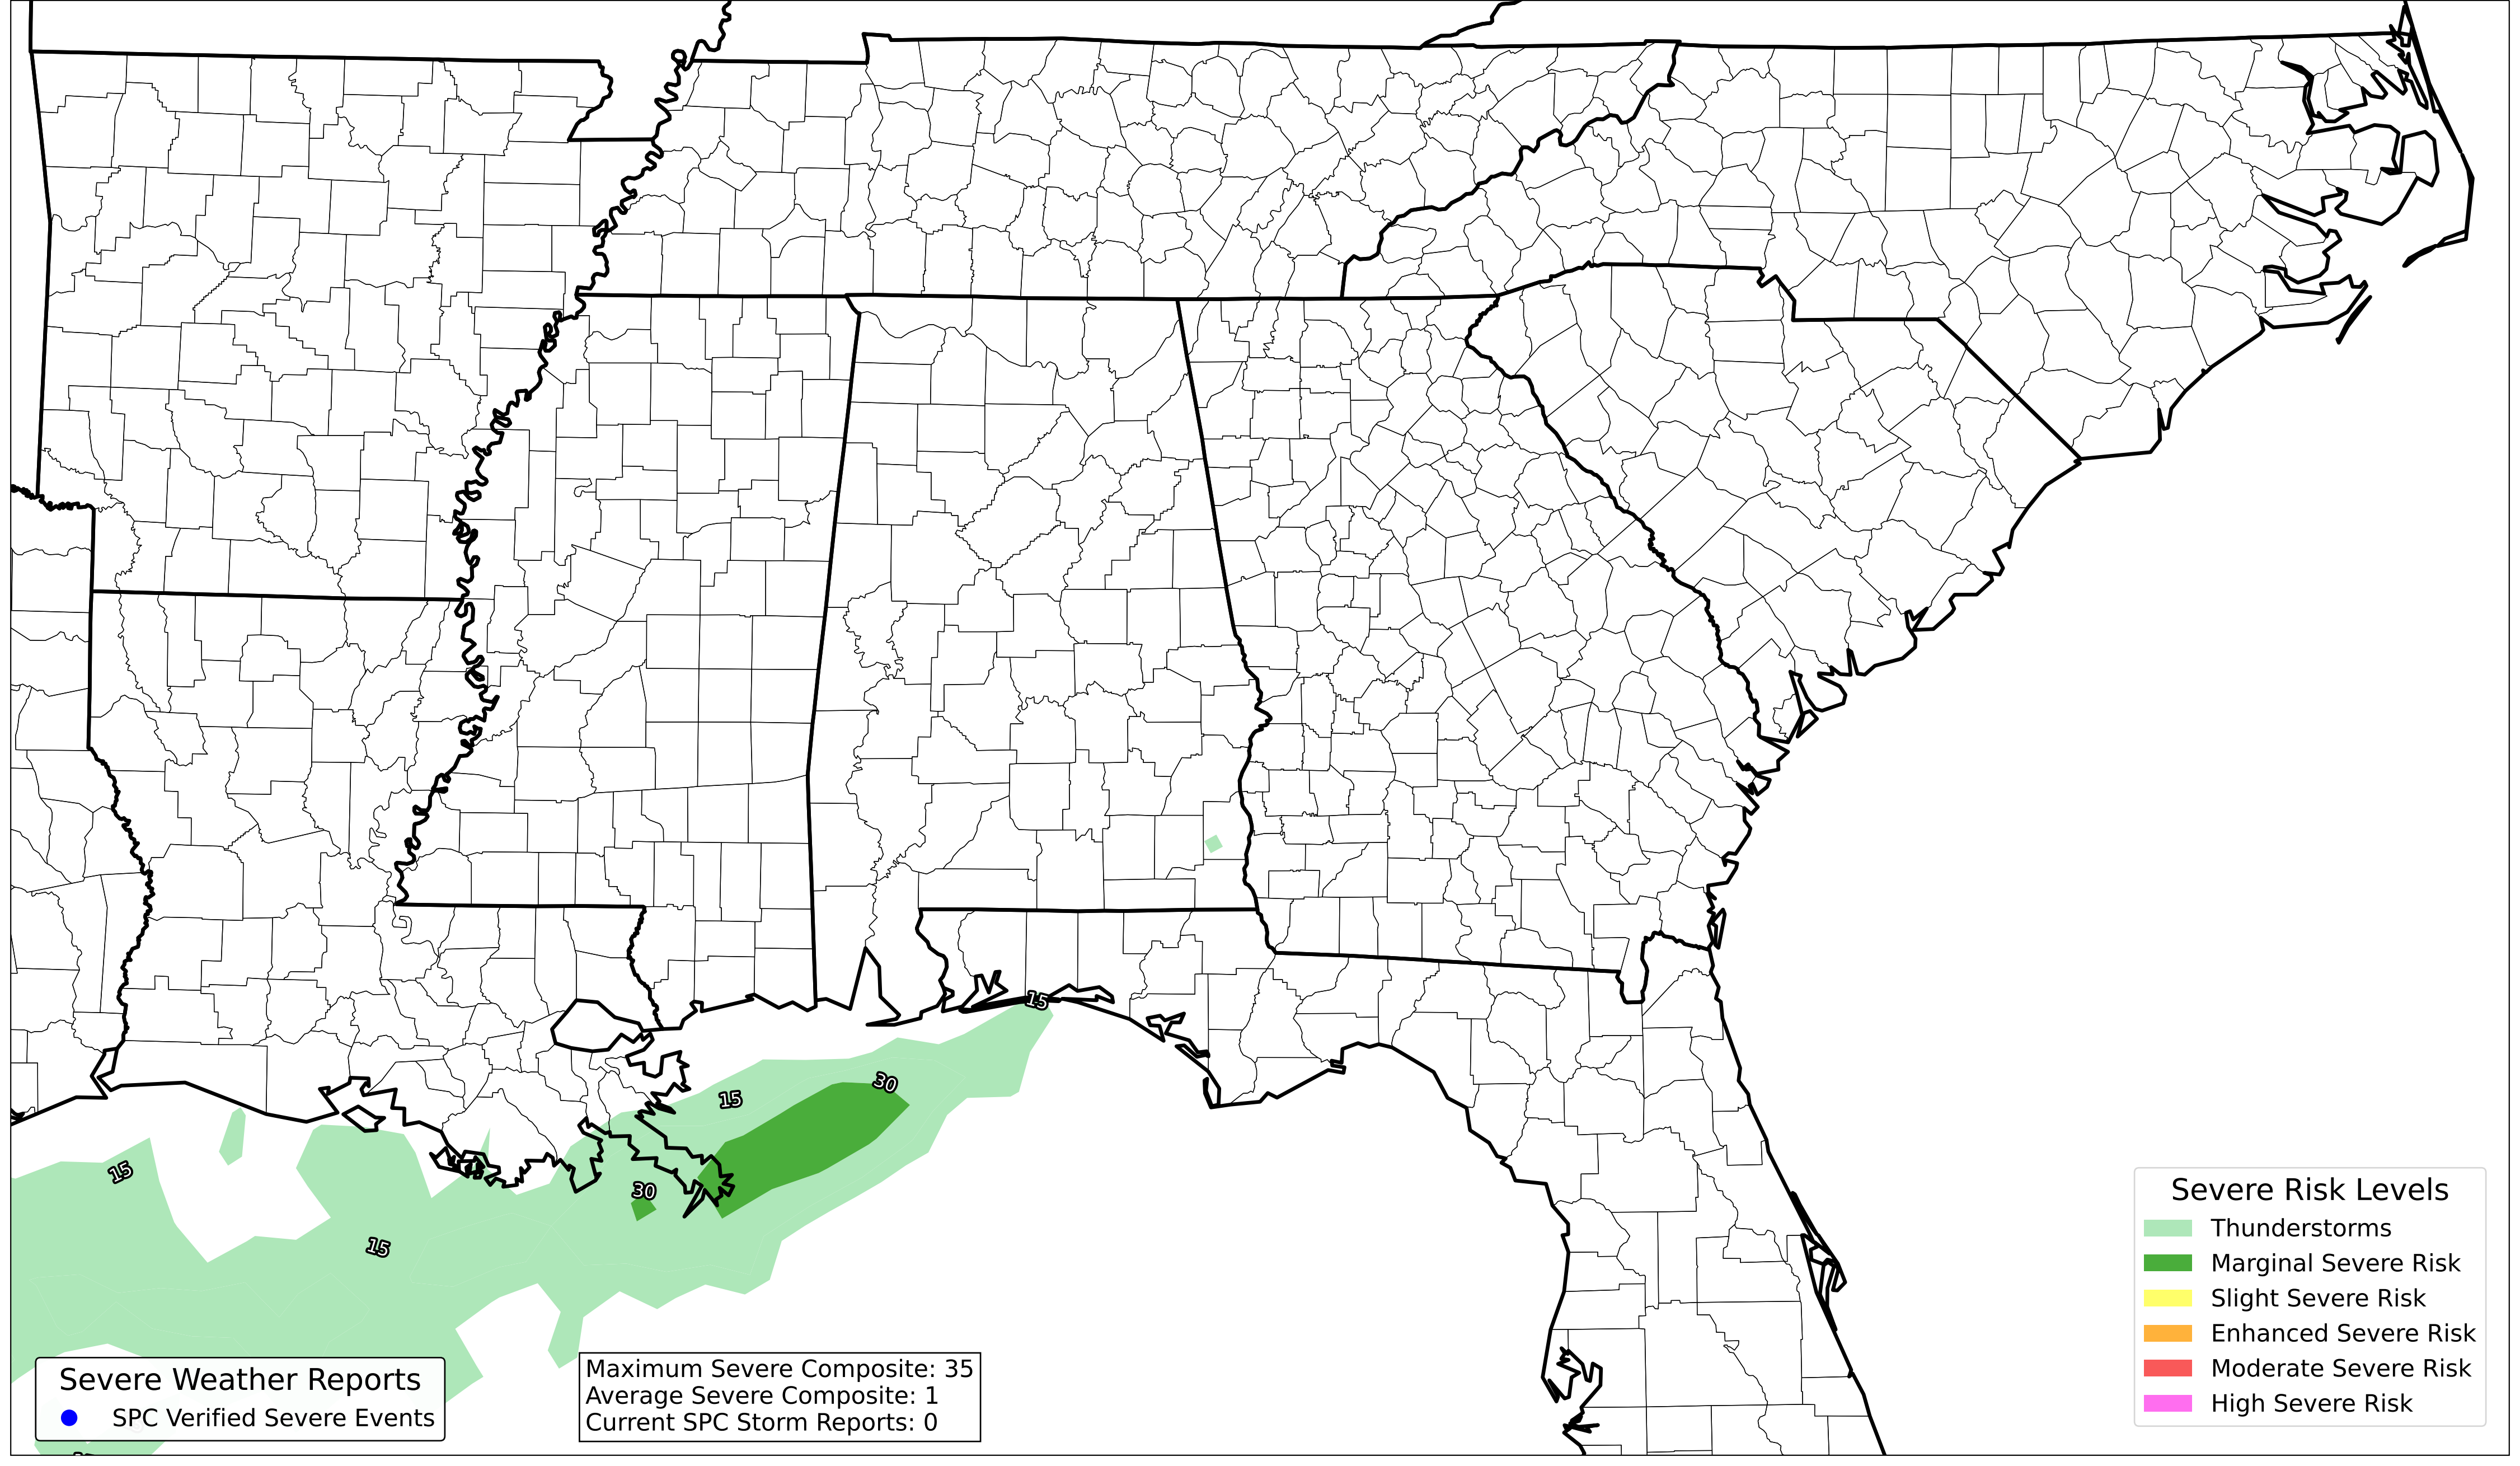 15
30
15
15
30
15
Severe Risk Levels
Thunderstorms
Marginal Severe Risk
Slight Severe Risk
Enhanced Severe Risk
Moderate Severe Risk
High Severe Risk
Severe Weather Reports
SPC Verified Severe Events
Maximum Severe Composite: 35
Average Severe Composite: 1
Current SPC Storm Reports: 0